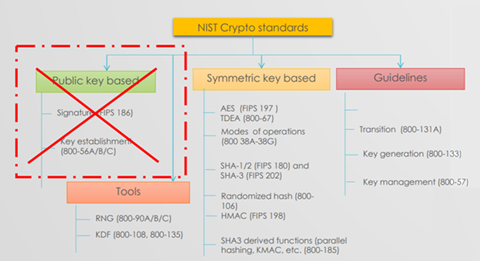 NIST Crypto standards
Public key based
Signature (FIPS 186)
Key establishment
(800-56A/B/C)
Tools
RNG (800-90A/B/C)
KDF (800-108, 800-135)
Symmetric key based
AES (FIPS 197 )
TDEA (800-67)
Modes of operations
(800 38A-38G)
SHA-1/2 (FIPS 180) and
SHA-3 (FIPS 202)
Randomized hash (800-
106)
HMAC (FIPS 198)
SHA3 derived functions (parallel
hashing, KMAC, etc. (800-185)
Guidelines
Transition (800-131A)
Key generation (800-133)
Key management (800-57)